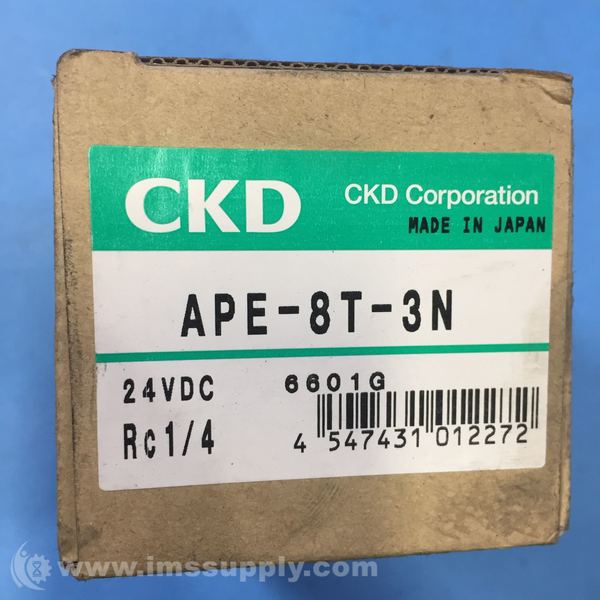 CKD
CKD Corporation
MADE IN JAPAN
APE-8T-3N
24VDC
6601G
Rc1/4
4 547431 012272
www.imssupply.com